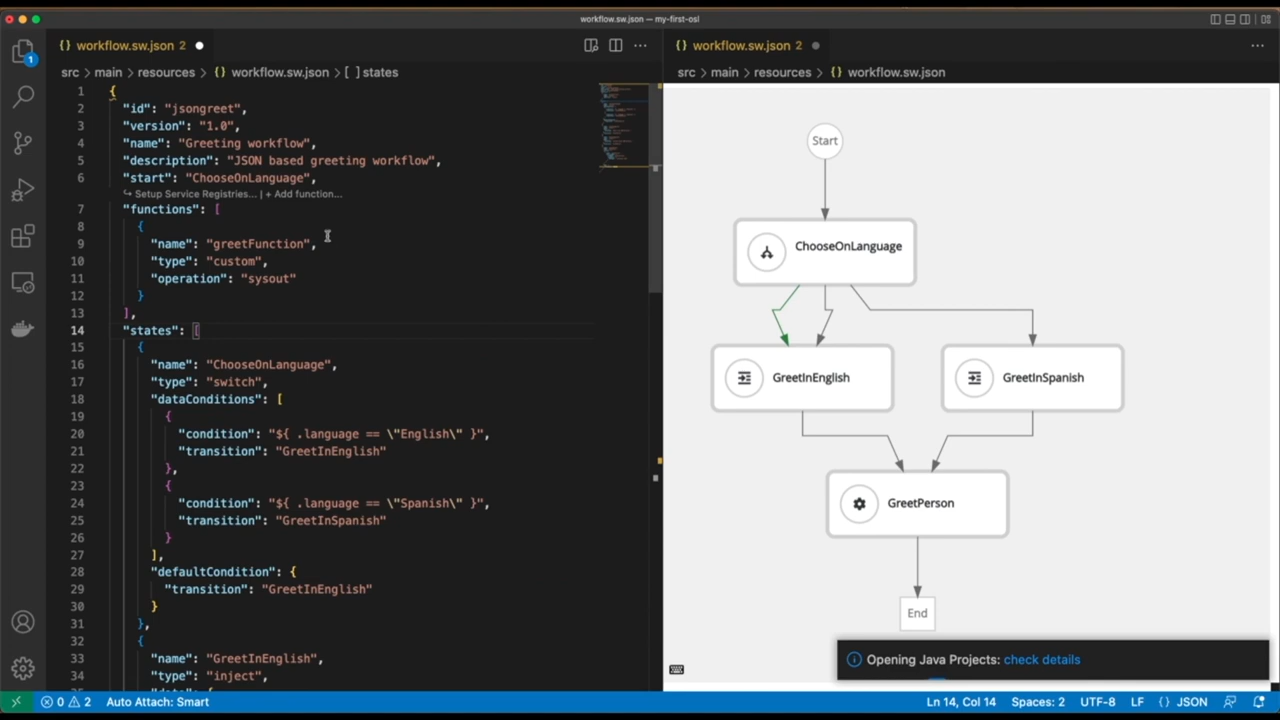 workflow.sw.json — my-first-osl
{} workflow.sw.json 2
src > main > resources > {} workflow.sw.json > [ ] states
1 {
2 "id": "jsongreet",
3 "version": "1.0",
4 "name": "Greeting workflow",
5 "description": "JSON based greeting workflow",
6 "start": "ChooseOnLanguage",
↪ Setup Service Registries... | + Add function...
7 "functions": [
8 {
9 "name": "greetFunction",
10 "type": "custom",
11 "operation": "sysout"
12 }
13 ],
14 "states": [
15 {
16 "name": "ChooseOnLanguage",
17 "type": "switch",
18 "dataConditions": [
19 {
20 "condition": "${ .language == \"English\" }",
21 "transition": "GreetInEnglish"
22 },
23 {
24 "condition": "${ .language == \"Spanish\" }",
25 "transition": "GreetInSpanish"
26 }
27 ],
28 "defaultCondition": {
29 "transition": "GreetInEnglish"
30 }
31 },
32 {
33 "name": "GreetInEnglish",
34 "type": "inject",
{} workflow.sw.json 2
src > main > resources > {} workflow.sw.json
Start
ChooseOnLanguage
GreetInEnglish
GreetInSpanish
GreetPerson
End
Opening Java Projects: check details
1
0 2 Auto Attach: Smart
Ln 14, Col 14 Spaces: 2 UTF-8 LF {} JSON